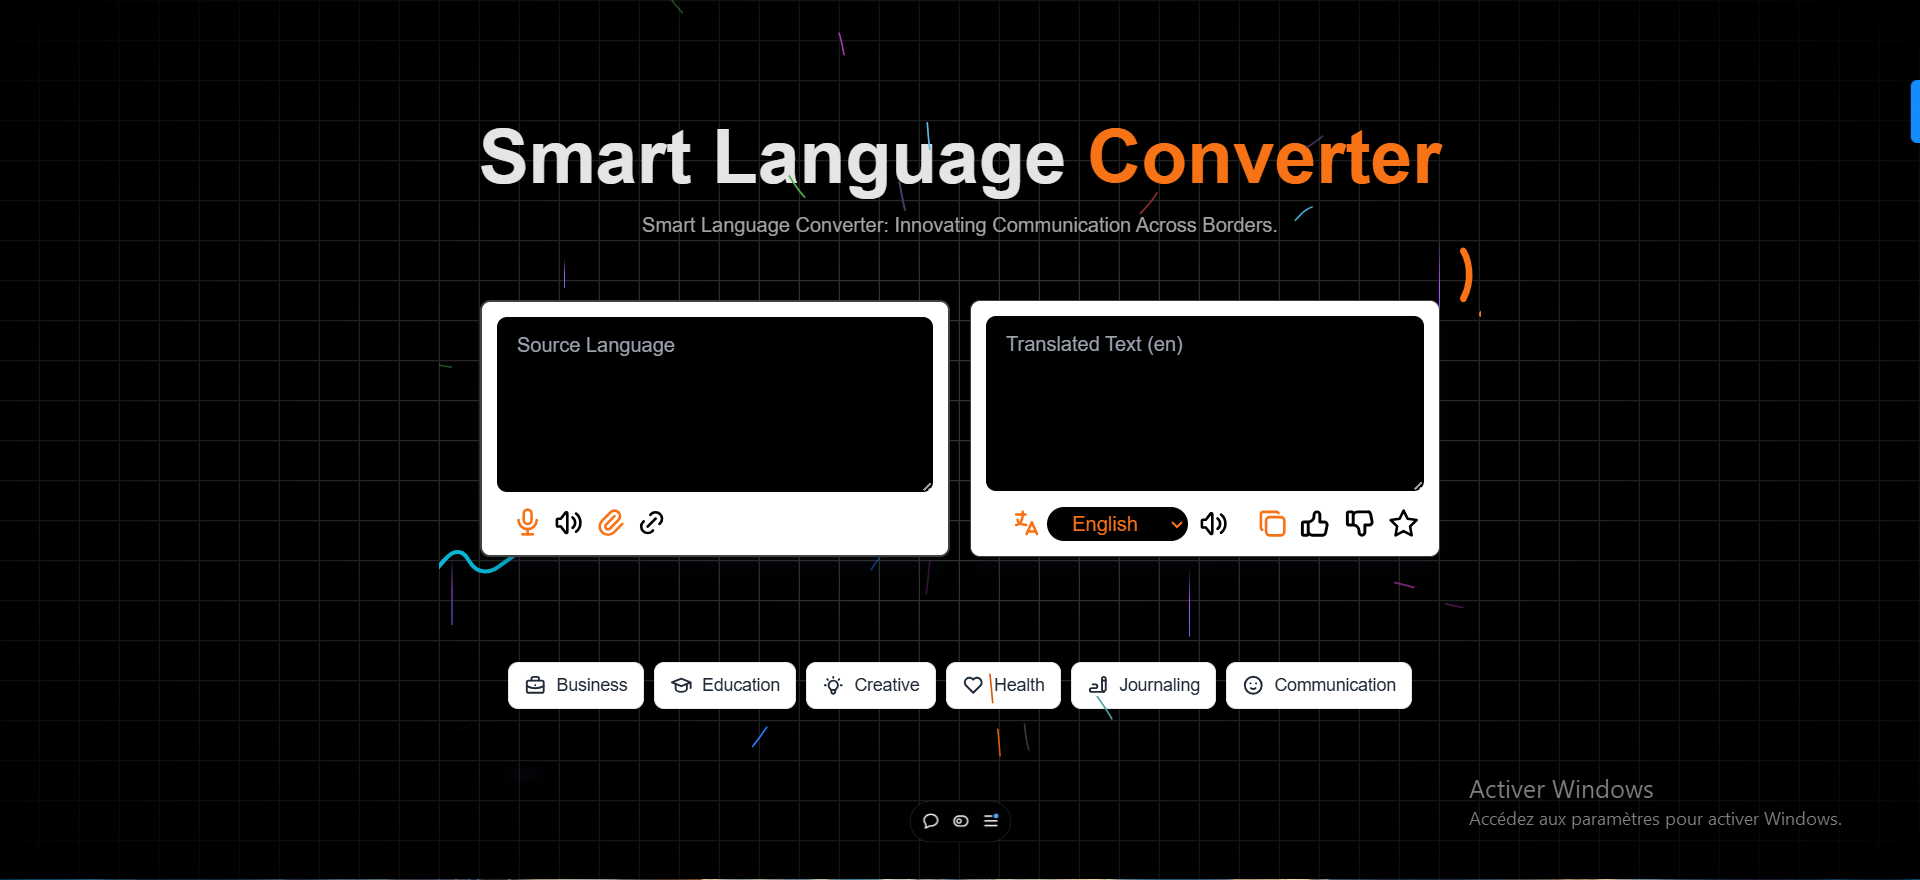 Smart Language Converter
Smart Language Converter: Innovating Communication Across Borders.
Source Language
Translated Text (en)
English
Business
Education
Creative
Health
Journaling
Communication
Activer Windows
Accédez aux paramètres pour activer Windows.